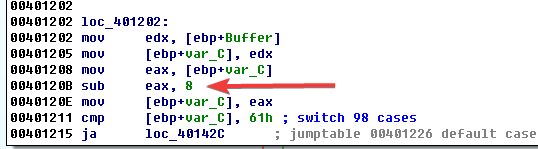 00401202
00401202 loc_401202:
00401202 mov     edx, [ebp+Buffer]
00401205 mov     [ebp+var_C], edx
00401208 mov     eax, [ebp+var_C]
0040120B sub     eax, 8
0040120E mov     [ebp+var_C], eax
00401211 cmp     [ebp+var_C], 61h ; switch 98 cases
00401215 ja      loc_40142C      ; jumptable 00401226 default case